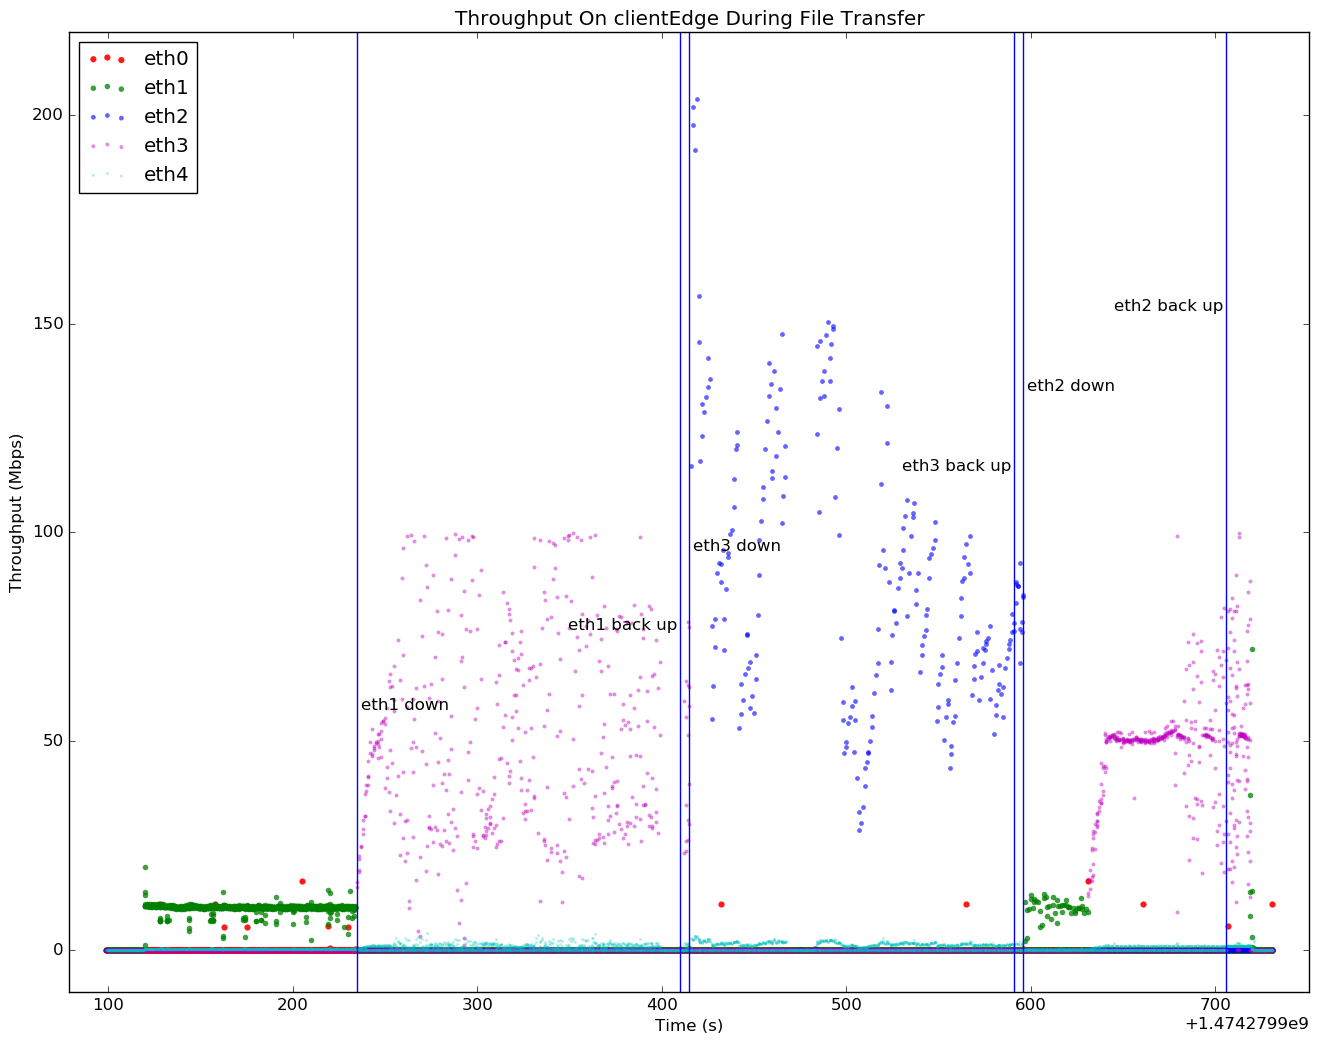 Throughput On clientEdge During File Transfer
eth0
eth1
eth2
eth3
eth4
200
150
100
50
0
Throughput (Mbps)
eth2 back up
eth2 down
eth3 back up
eth3 down
eth1 back up
eth1 down
100 200 300 400 500 600 700
Time (s)
+1.4742799e9